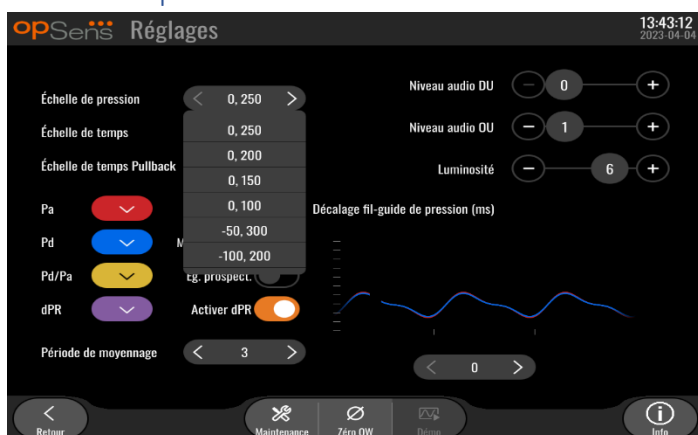 opSens Réglages
13:43:12
2023-04-04
Échelle de pression
0, 250
Niveau audio DU
0
Échelle de temps
0, 250
Niveau audio OU
1
Échelle de temps Pullback
0, 200
0, 150
Luminosité
6
0, 100
-50, 300
-100, 200
Pa
Décalage fil-guide de pression (ms)
Pd
M
Pd/Pa
Eg. prospect.
dPR
Activer dPR
Période de moyennage
3
0
Retour
Maintenance
Zéro OW
Démo
Info